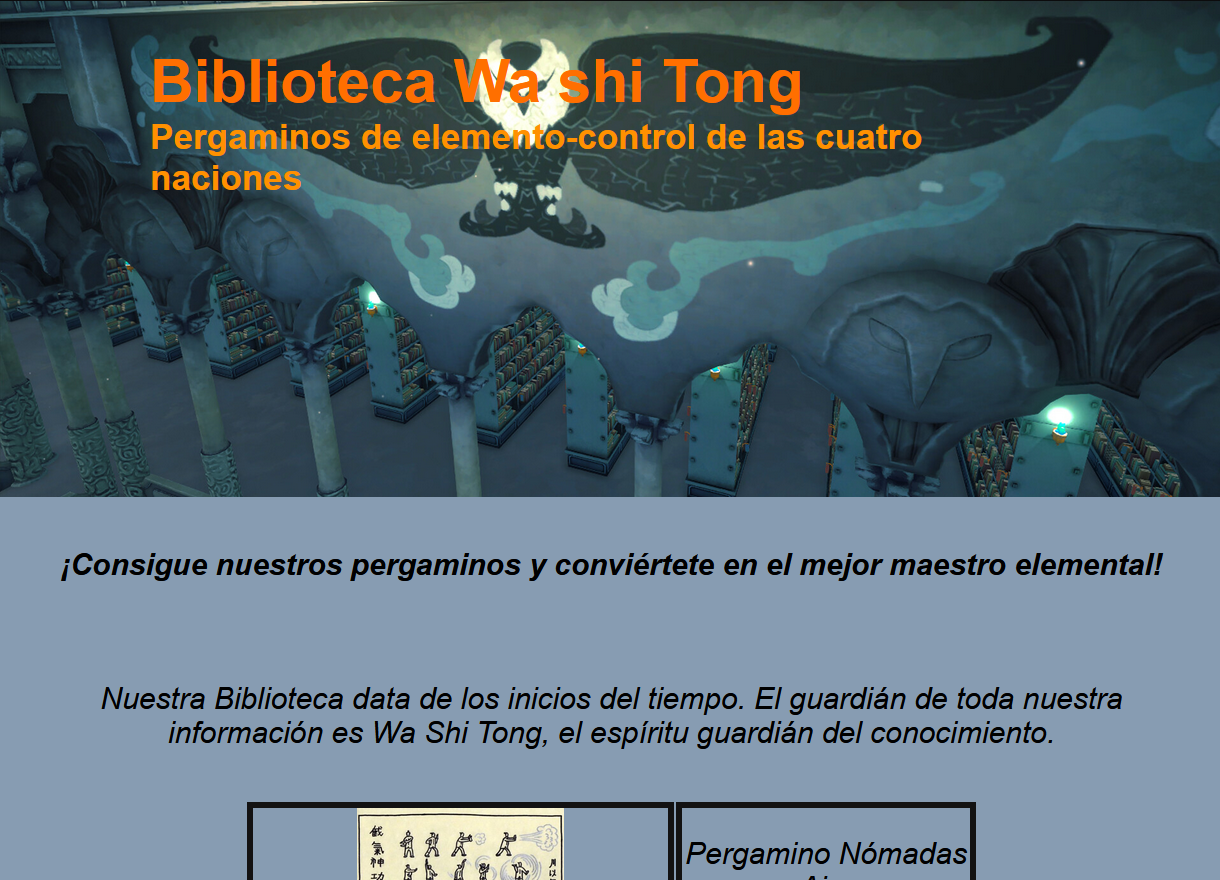 Biblioteca Wa shi Tong
Pergaminos de elemento-control de las cuatro
naciones
¡Consigue nuestros pergaminos y conviértete en el mejor maestro elemental!
Nuestra Biblioteca data de los inicios del tiempo. El guardián de toda nuestra
información es Wa Shi Tong, el espíritu guardián del conocimiento.
Pergamino Nómadas